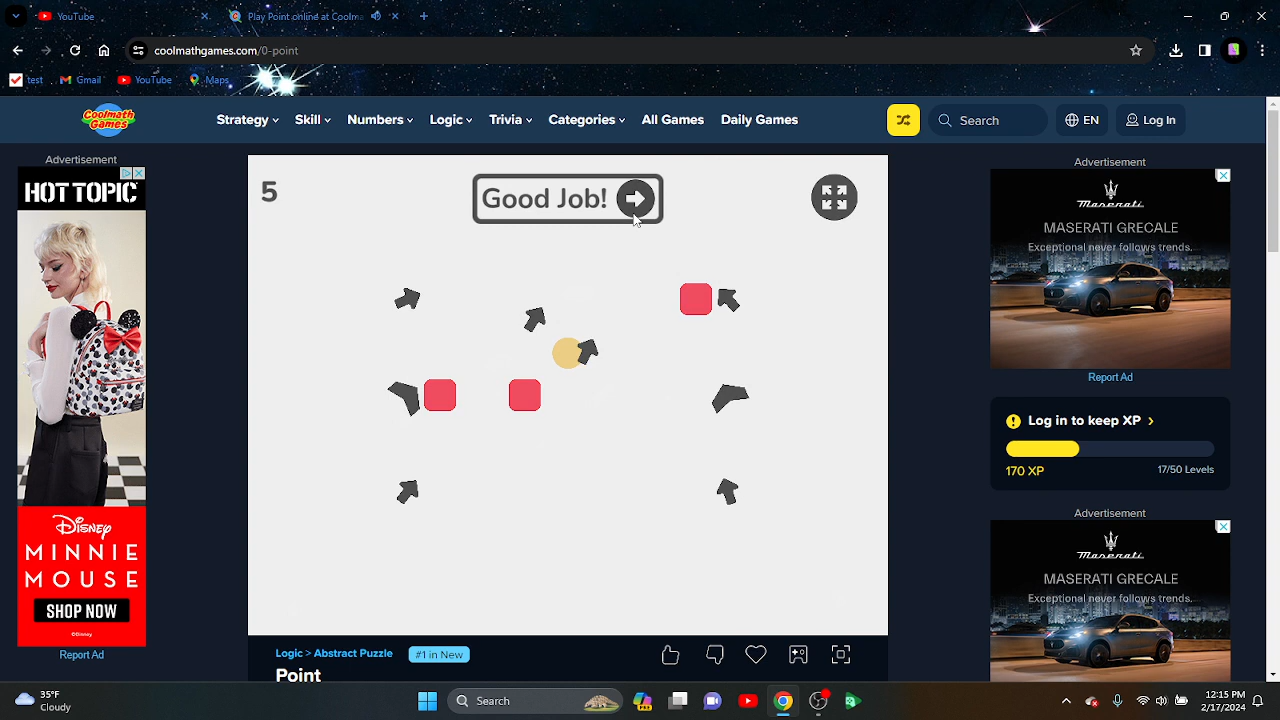 YouTube
Play Point online at Coolma
coolmathgames.com/0-point
test
Gmail
YouTube
Maps
Coolmath Games
Strategy
Skill
Numbers
Logic
Trivia
Categories
All Games
Daily Games
Search
EN
Log In
Advertisement
HOT TOPIC
DISNEY
MINNIE
MOUSE
SHOP NOW
©Disney
Report Ad
5
Good Job!
Logic > Abstract Puzzle
#1 in New
Point
Advertisement
MASERATI
MASERATI GRECALE
Exceptional never follows trends.
Report Ad
Log in to keep XP
170 XP
17/50 Levels
Advertisement
MASERATI
MASERATI GRECALE
Exceptional never follows trends.
35°F
Cloudy
Search
12:15 PM
2/17/2024